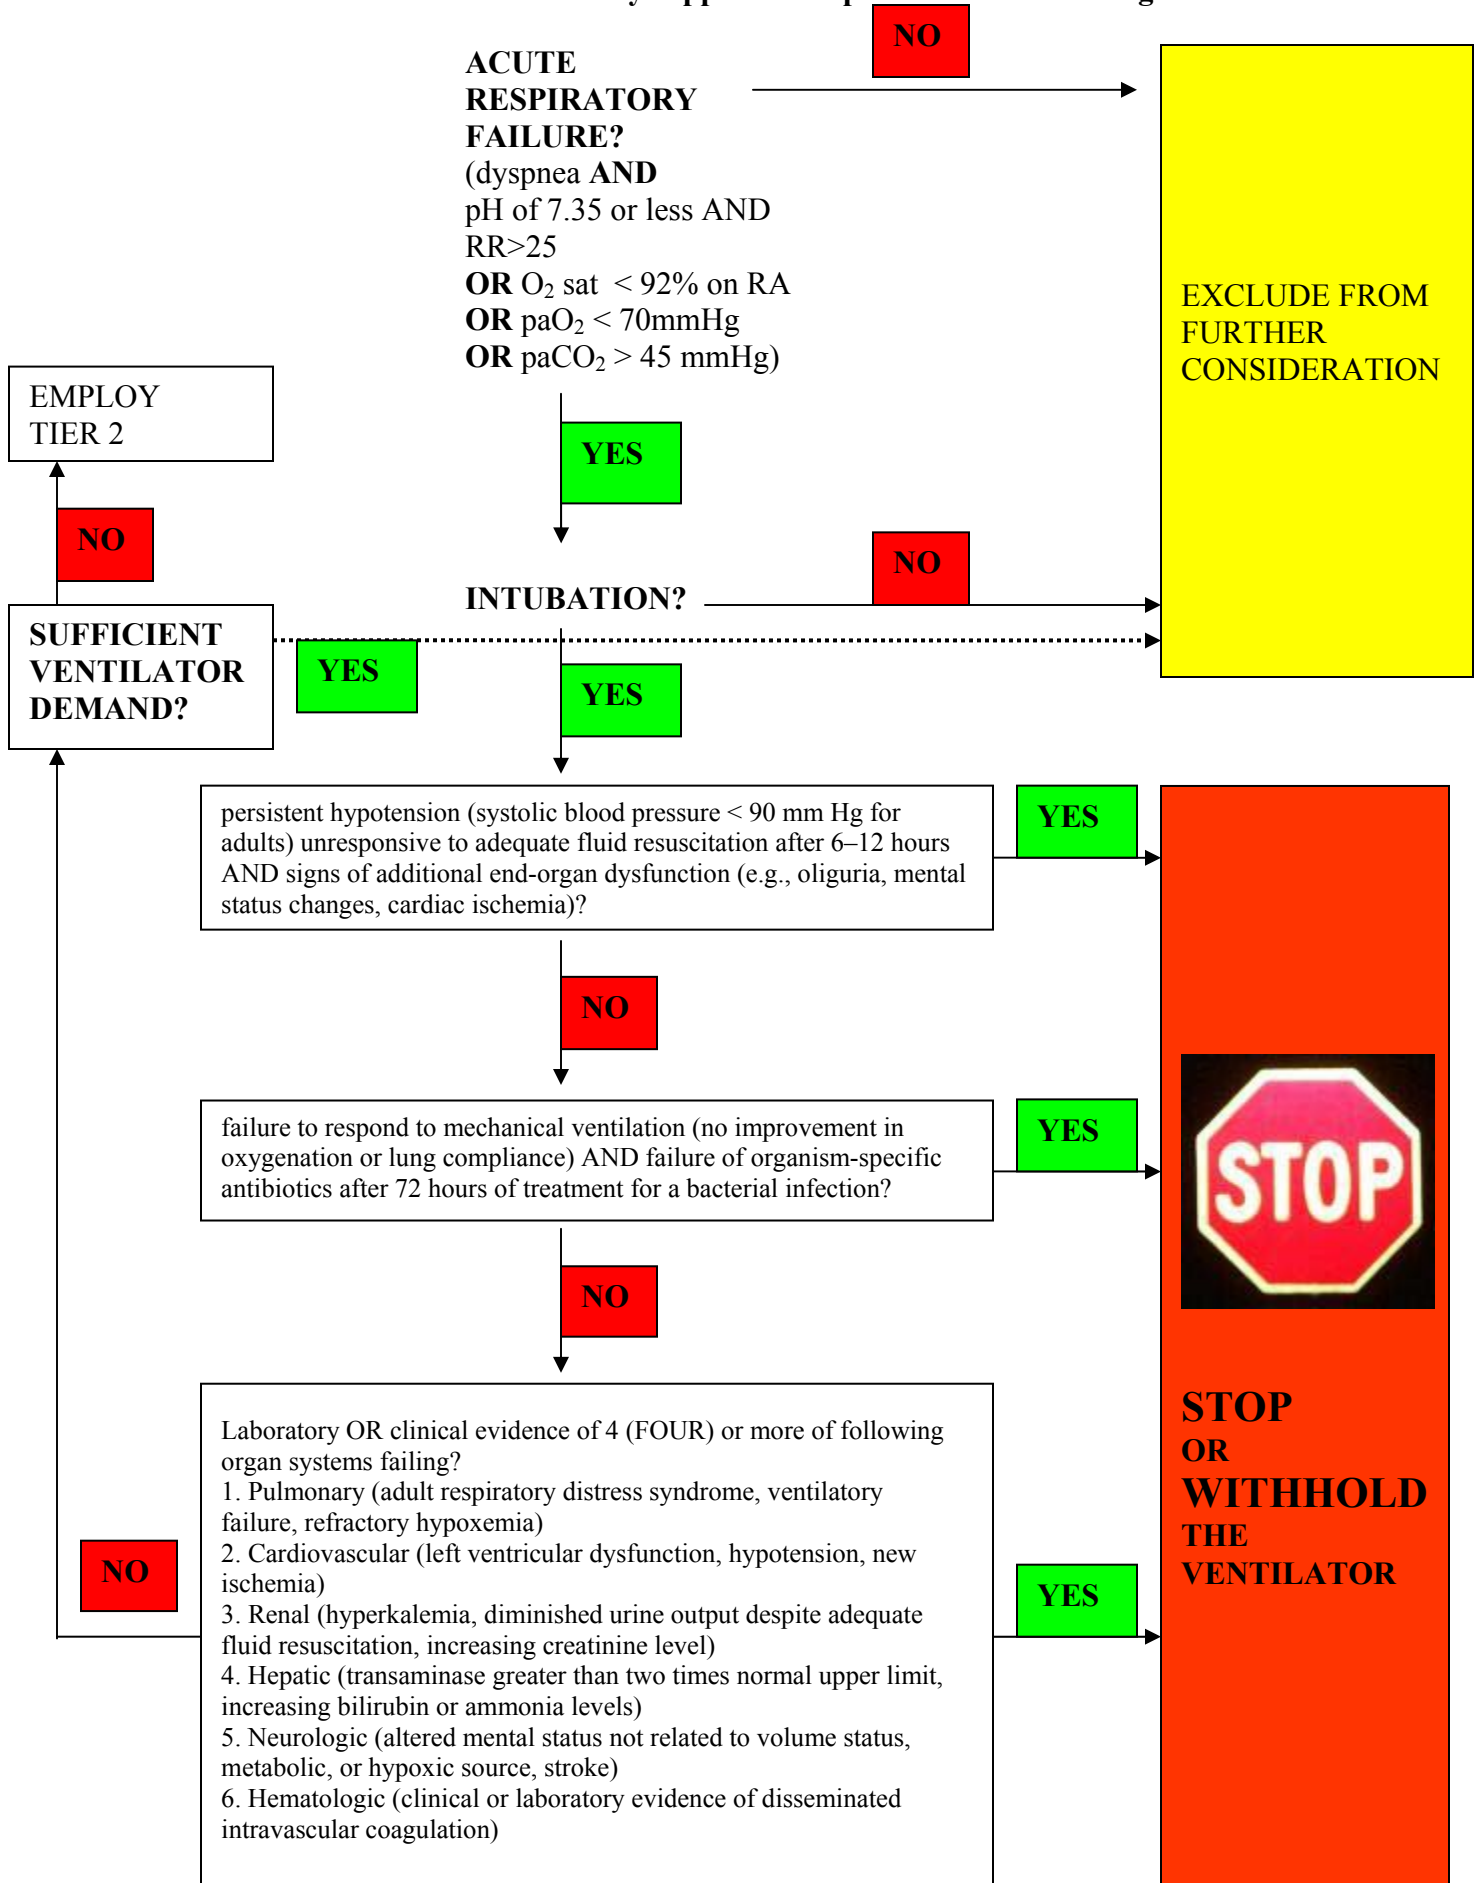 NO
ACUTE
RESPIRATORY
FAILURE?
(dyspnea AND
pH of 7.35 or less AND
RR>25
OR O₂ sat < 92% on RA
OR paO₂ < 70mmHg
OR paCO₂ > 45 mmHg)
EXCLUDE FROM
FURTHER
CONSIDERATION
EMPLOY
TIER 2
YES
NO
NO
INTUBATION?
SUFFICIENT
VENTILATOR
DEMAND?
YES
YES
persistent hypotension (systolic blood pressure < 90 mm Hg for
adults) unresponsive to adequate fluid resuscitation after 6–12 hours
AND signs of additional end-organ dysfunction (e.g., oliguria, mental
status changes, cardiac ischemia)?
YES
NO
failure to respond to mechanical ventilation (no improvement in
oxygenation or lung compliance) AND failure of organism-specific
antibiotics after 72 hours of treatment for a bacterial infection?
YES
STOP
NO
Laboratory OR clinical evidence of 4 (FOUR) or more of following
organ systems failing?
1. Pulmonary (adult respiratory distress syndrome, ventilatory
failure, refractory hypoxemia)
2. Cardiovascular (left ventricular dysfunction, hypotension, new
ischemia)
3. Renal (hyperkalemia, diminished urine output despite adequate
fluid resuscitation, increasing creatinine level)
4. Hepatic (transaminase greater than two times normal upper limit,
increasing bilirubin or ammonia levels)
5. Neurologic (altered mental status not related to volume status,
metabolic, or hypoxic source, stroke)
6. Hematologic (clinical or laboratory evidence of disseminated
intravascular coagulation)
NO
YES
STOP
OR
WITHHOLD
THE
VENTILATOR